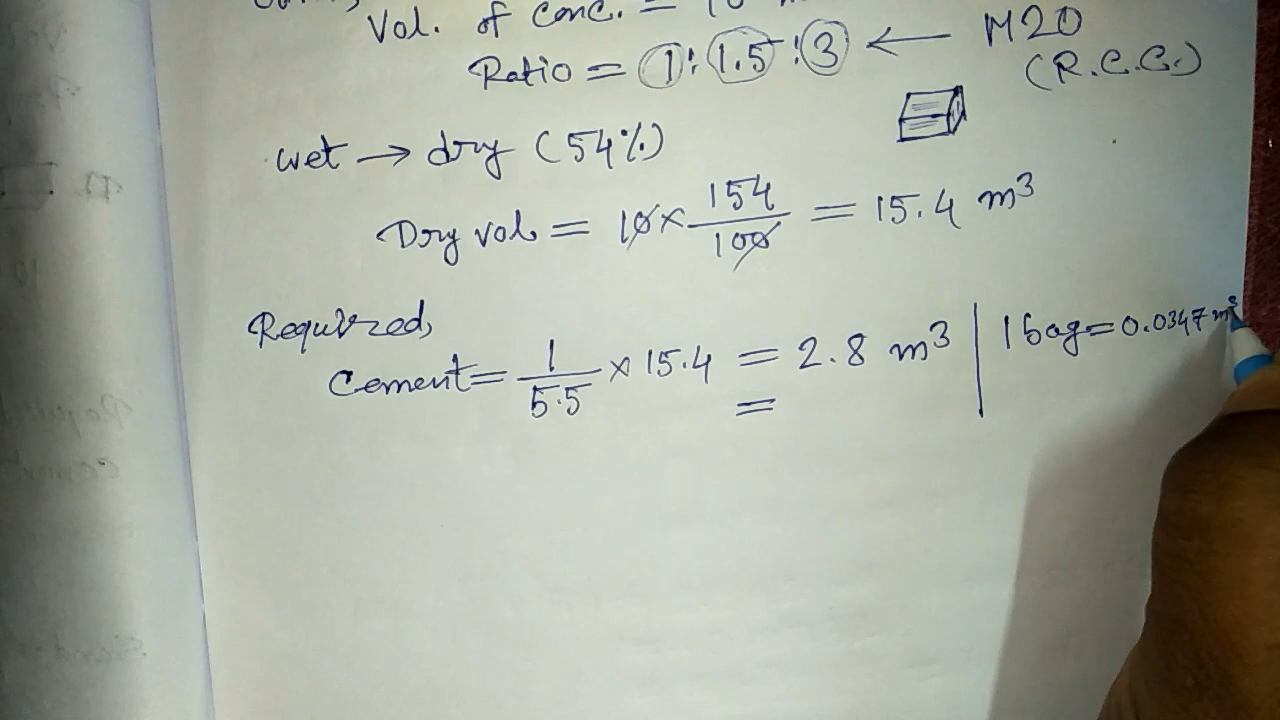 Vol. of Conc. = 10 m
Ratio = 1 : 1.5 : 3 ← M20
(R.C.C.)
wet → dry (54%)
Dry vol = 10 × 154/100 = 15.4 m³
Required,
Cement = 1/5.5 × 15.4 = 2.8 m³ | 1 bag = 0.0347 m³
=